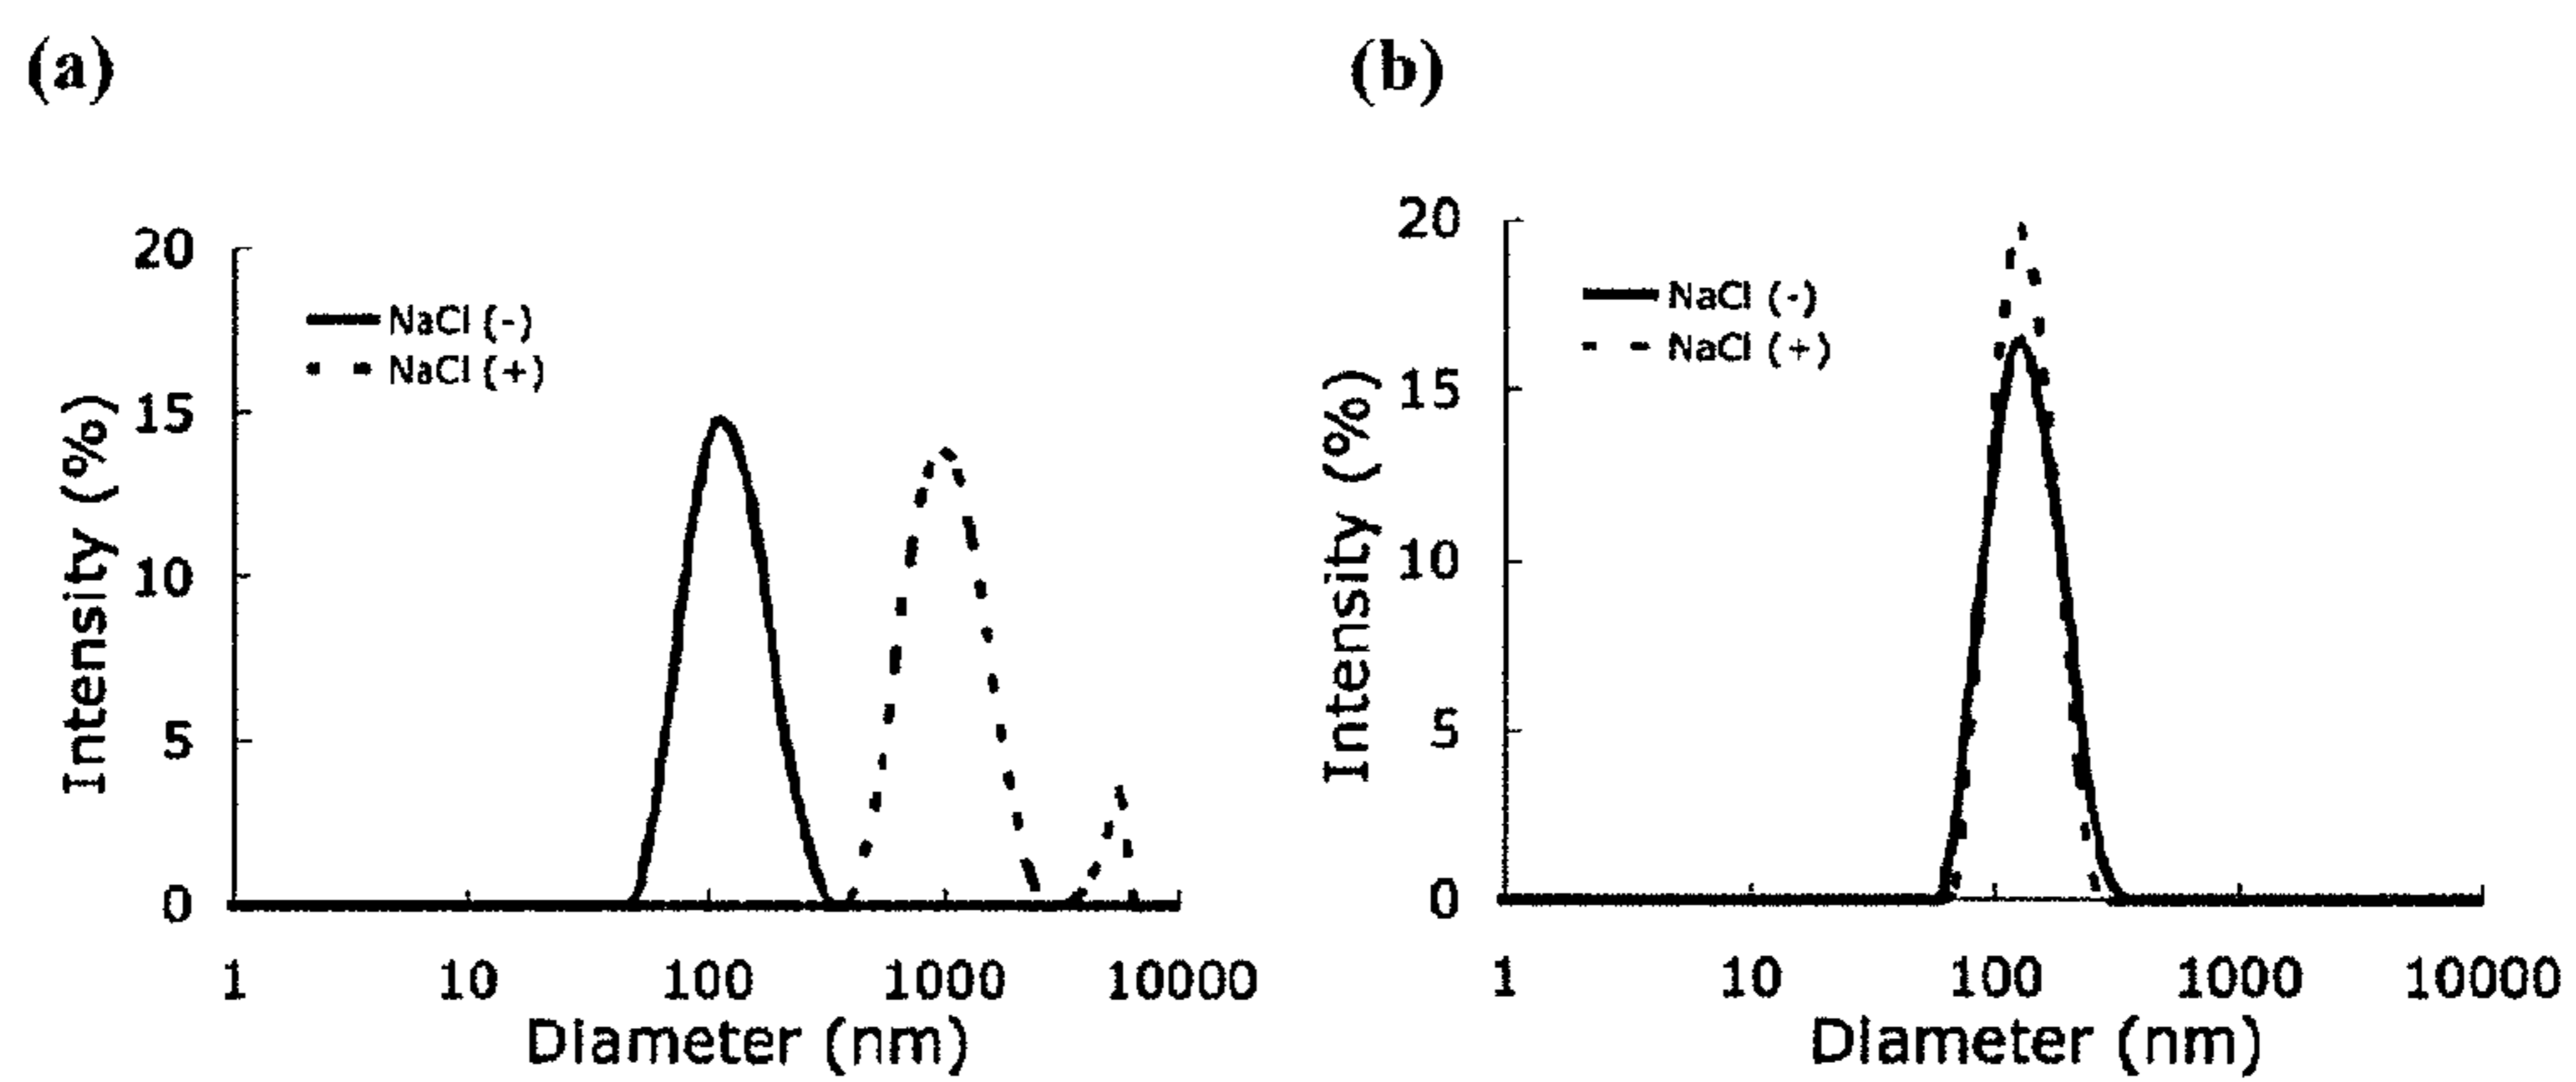 (a)
20
15
10
5
0
NaCl (-)
NaCl (+)
Intensity (%)
1 10 100 1000 10000
Diameter (nm)
(b)
20
15
10
5
0
NaCl (-)
NaCl (+)
Intensity (%)
1 10 100 1000 10000
Diameter (nm)